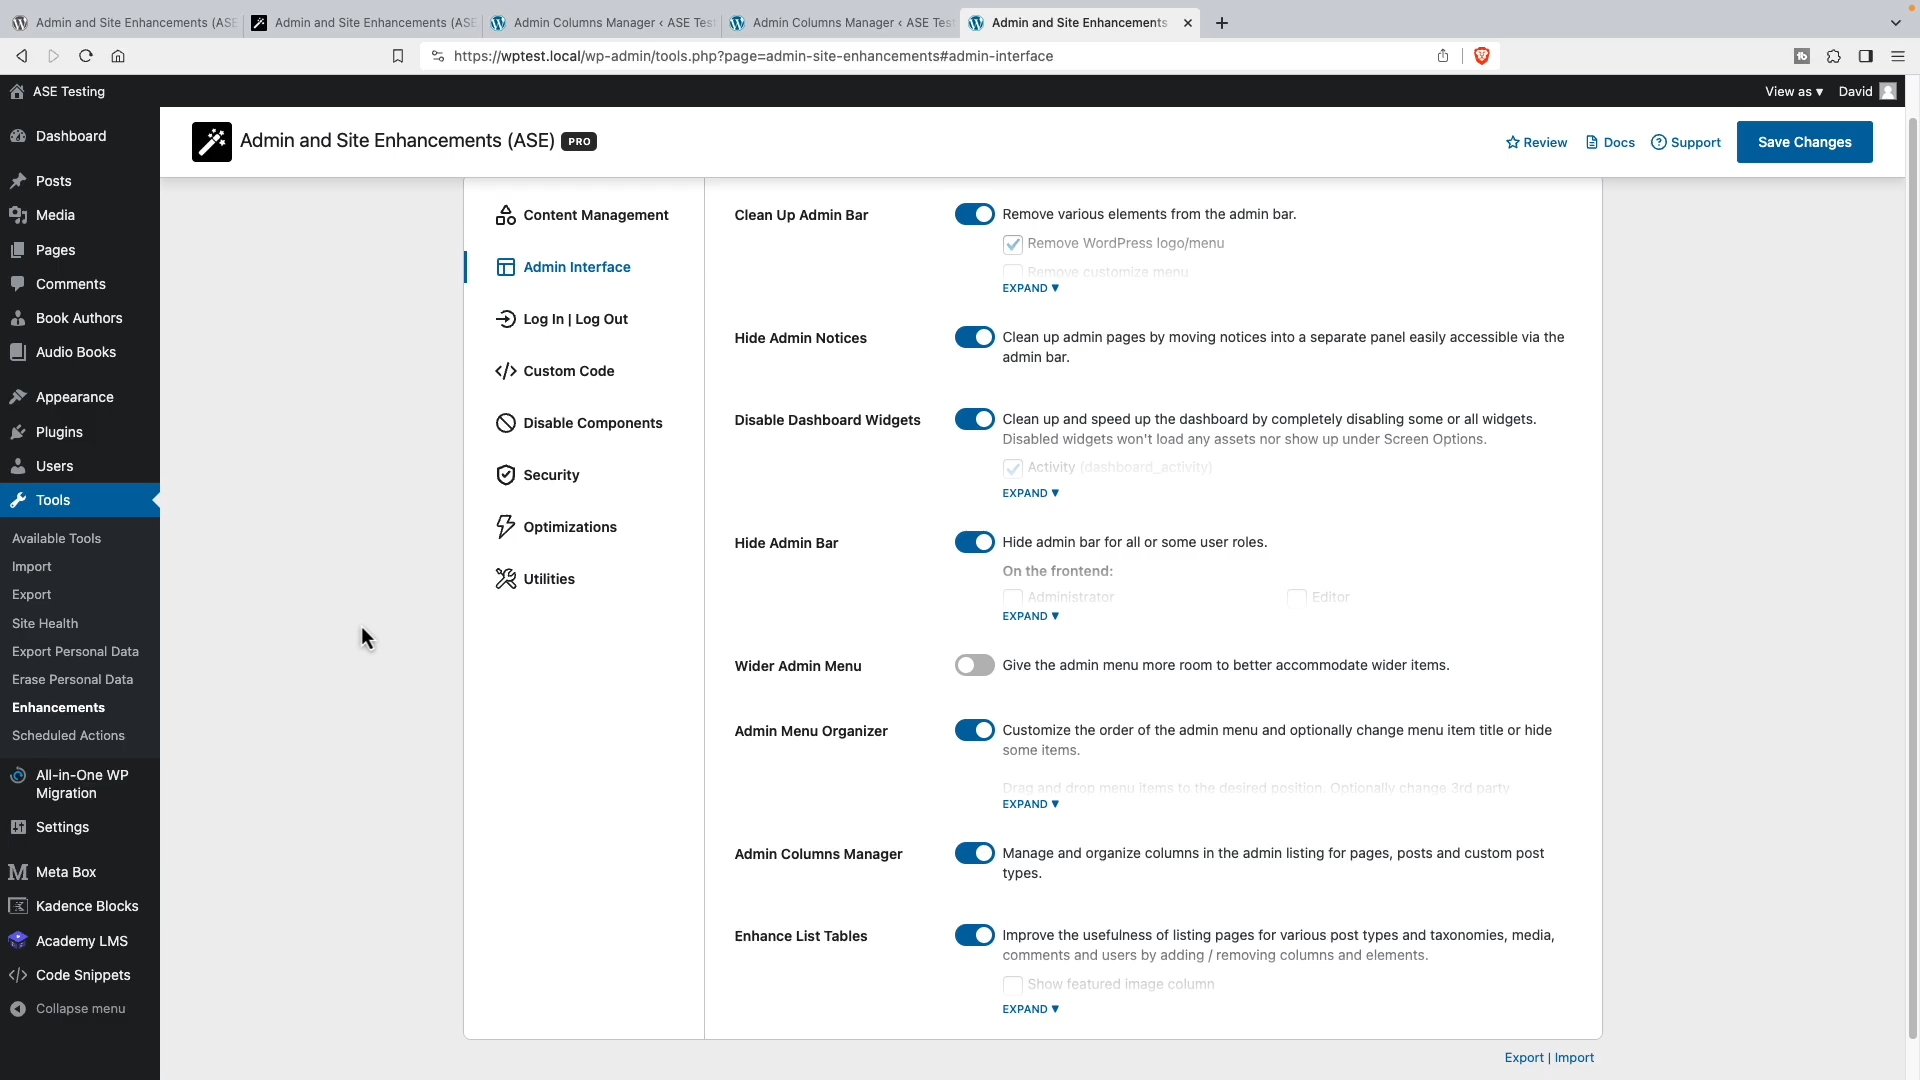 Admin and Site Enhancements (ASE
Admin and Site Enhancements (ASE
Admin Columns Manager ‹ ASE Test
Admin Columns Manager ‹ ASE Test
Admin and Site Enhancements
https://wptest.local/wp-admin/tools.php?page=admin-site-enhancements#admin-interface
ASE Testing
View as ▾
David
Dashboard
Posts
Media
Pages
Comments
Book Authors
Audio Books
Appearance
Plugins
Users
Tools
Available Tools
Import
Export
Site Health
Export Personal Data
Erase Personal Data
Enhancements
Scheduled Actions
All-in-One WP
Migration
Settings
Meta Box
Kadence Blocks
Academy LMS
Code Snippets
Collapse menu
Admin and Site Enhancements (ASE) PRO
Review
Docs
Support
Save Changes
Content Management
Admin Interface
Log In | Log Out
Custom Code
Disable Components
Security
Optimizations
Utilities
Clean Up Admin Bar
Remove various elements from the admin bar.
Remove WordPress logo/menu
Remove customize menu
EXPAND ▼
Hide Admin Notices
Clean up admin pages by moving notices into a separate panel easily accessible via the
admin bar.
Disable Dashboard Widgets
Clean up and speed up the dashboard by completely disabling some or all widgets.
Disabled widgets won't load any assets nor show up under Screen Options.
Activity (dashboard_activity)
EXPAND ▼
Hide Admin Bar
Hide admin bar for all or some user roles.
On the frontend:
Administrator
Editor
EXPAND ▼
Wider Admin Menu
Give the admin menu more room to better accommodate wider items.
Admin Menu Organizer
Customize the order of the admin menu and optionally change menu item title or hide
some items.
Drag and drop menu items to the desired position. Optionally change 3rd party
EXPAND ▼
Admin Columns Manager
Manage and organize columns in the admin listing for pages, posts and custom post
types.
Enhance List Tables
Improve the usefulness of listing pages for various post types and taxonomies, media,
comments and users by adding / removing columns and elements.
Show featured image column
EXPAND ▼
Export | Import